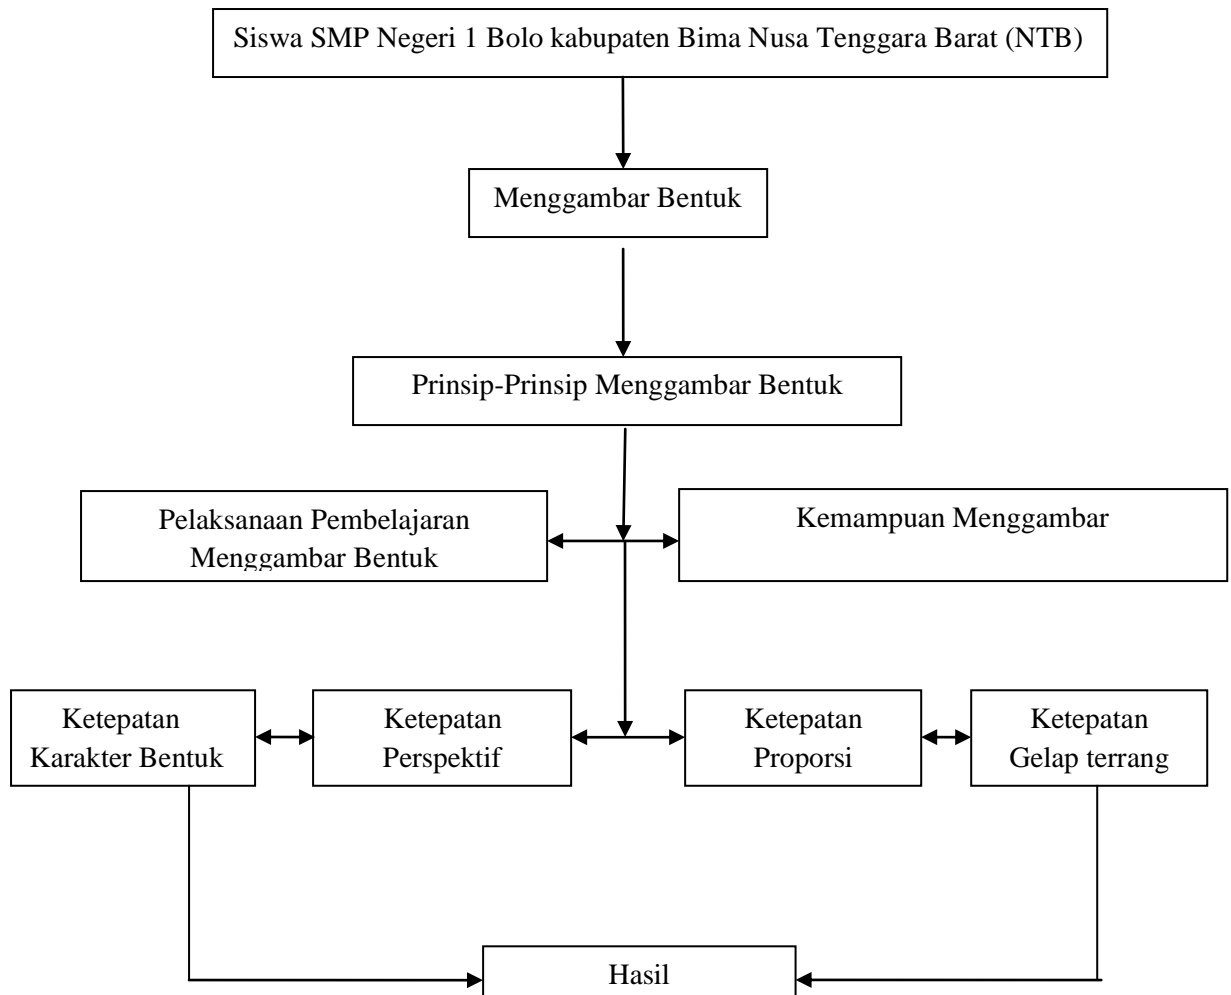 Siswa SMP Negeri 1 Bolo kabupaten Bima Nusa Tenggara Barat (NTB)
Menggambar Bentuk
Prinsip-Prinsip Menggambar Bentuk
Pelaksanaan Pembelajaran
Menggambar Bentuk
Kemampuan Menggambar
Ketepatan
Karakter Bentuk
Ketepatan
Perspektif
Ketepatan
Proporsi
Ketepatan
Gelap terrang
Hasil